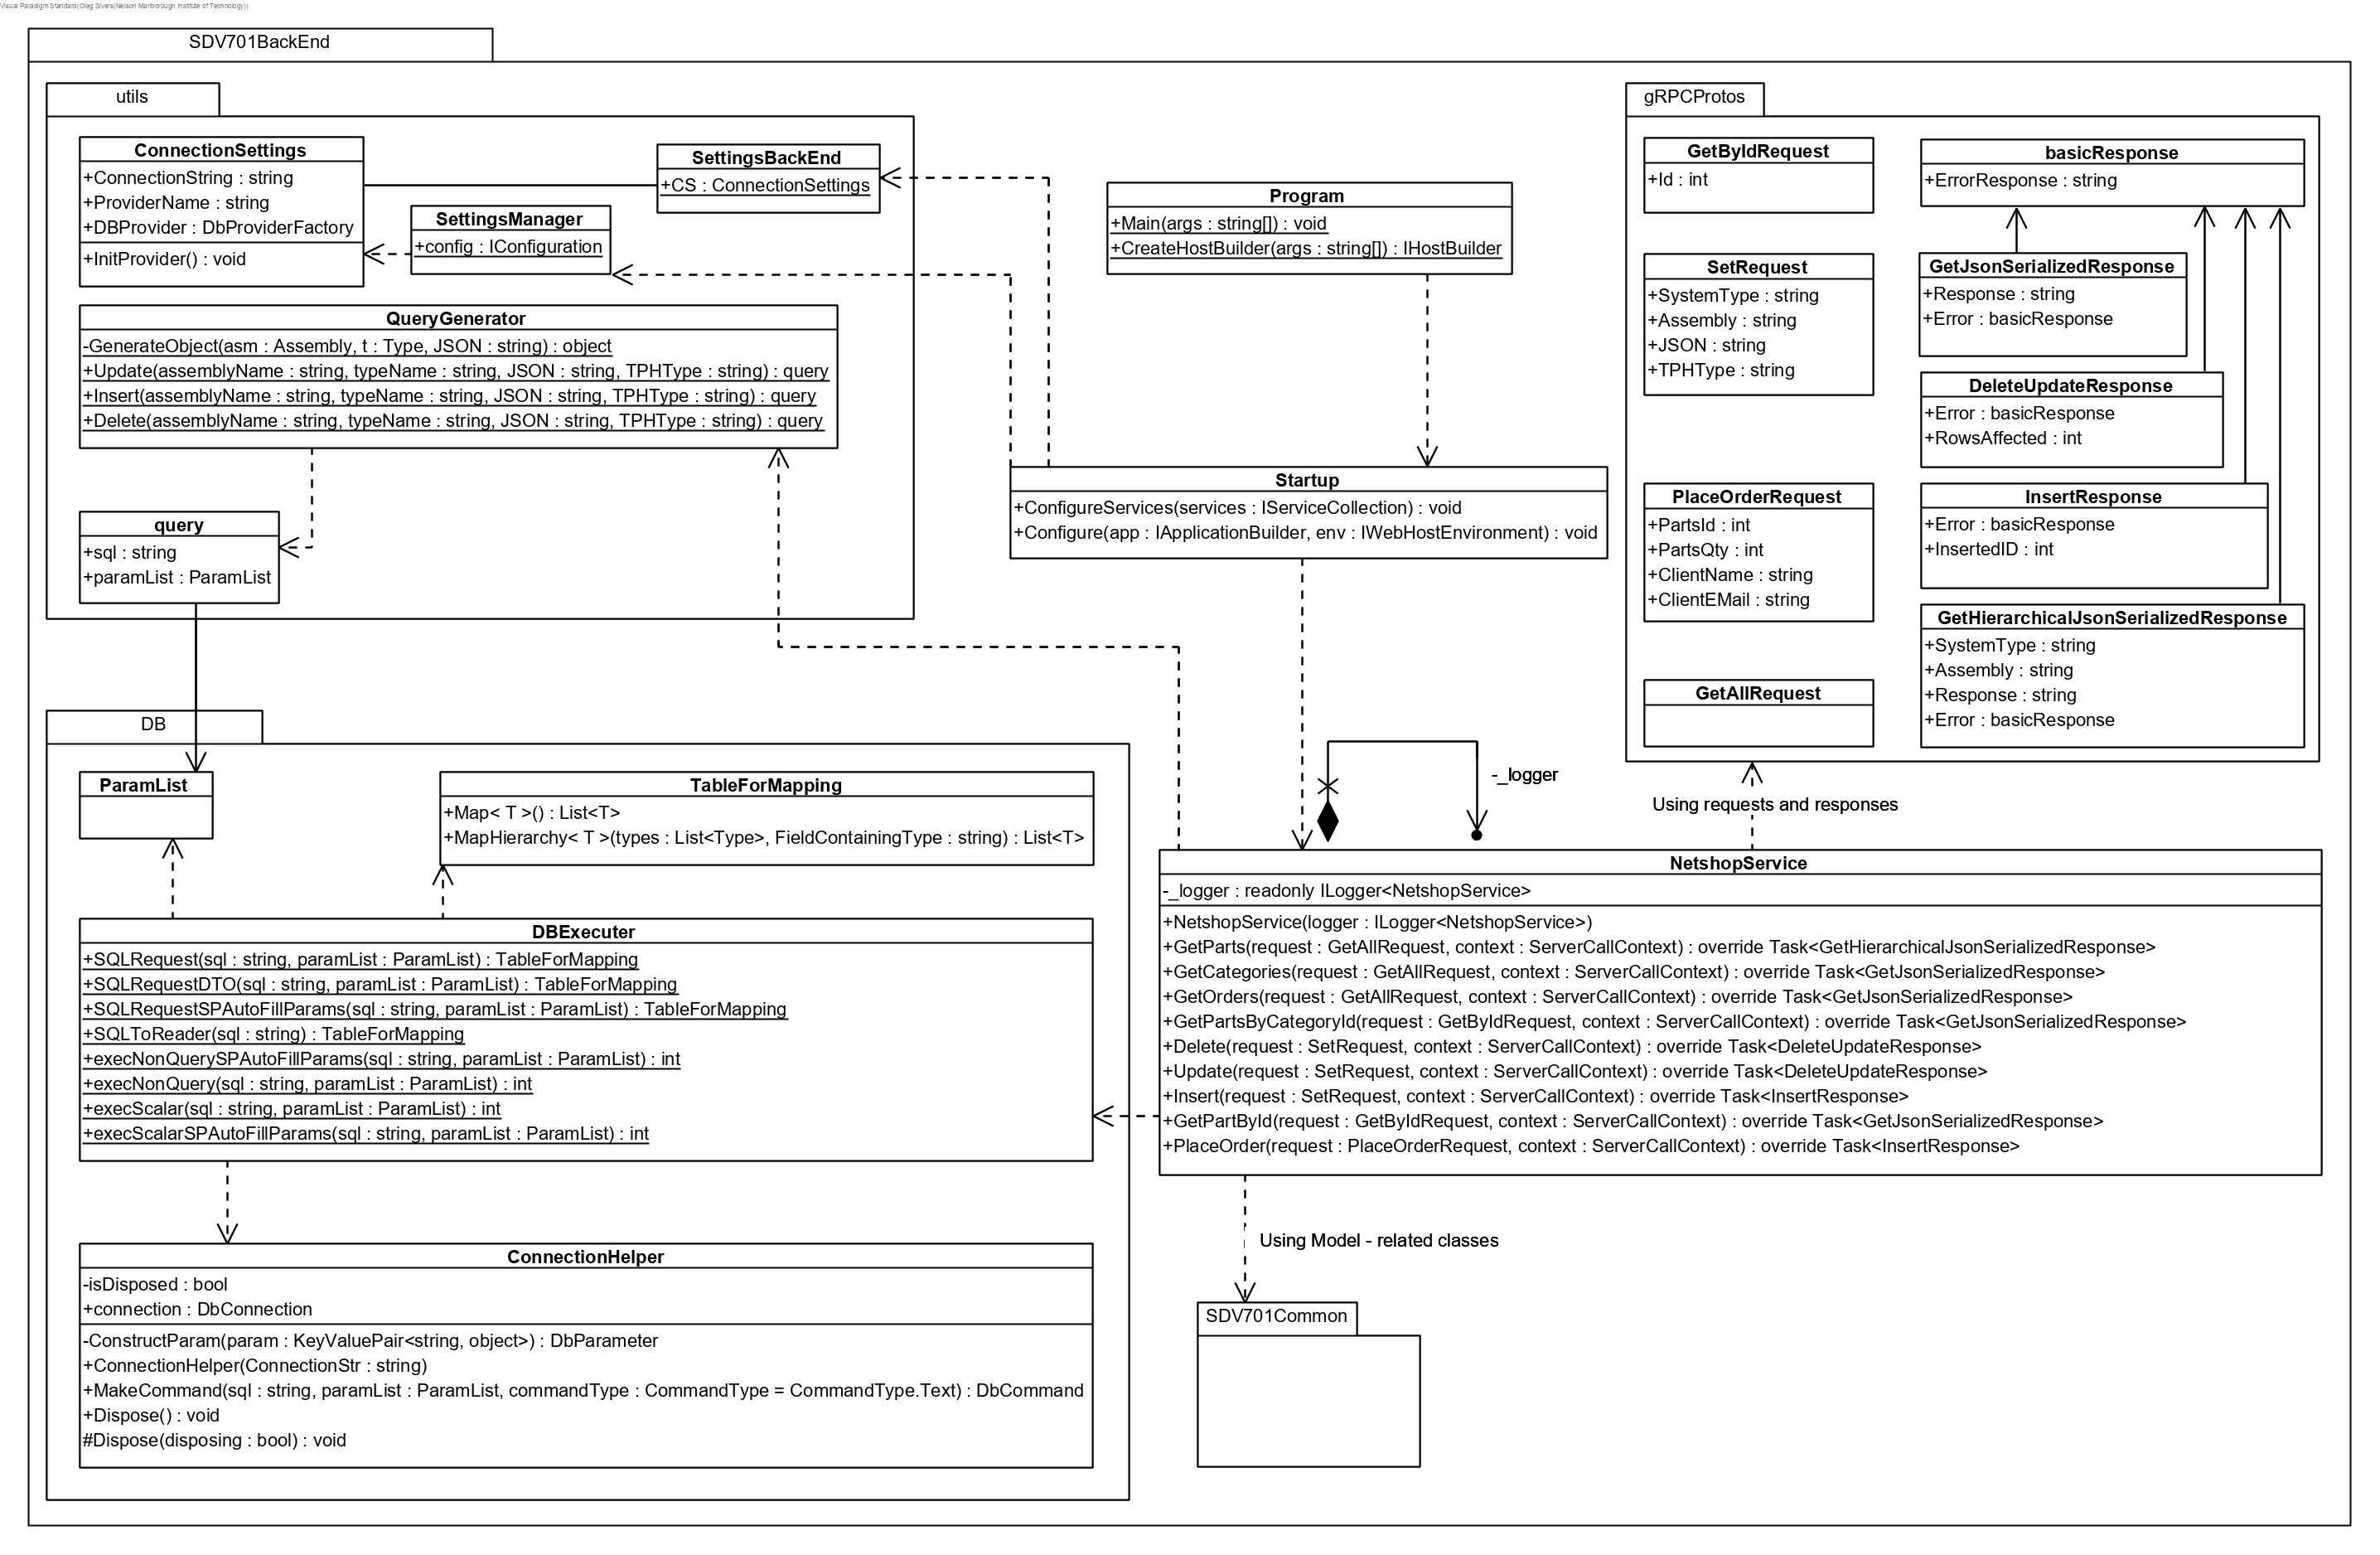 Visual Paradigm Standard(Oleg Sivers(Nelson Marlborough Institute of Technology))
SDV701BackEnd
utils
ConnectionSettings
+ConnectionString : string
+ProviderName : string
+DBProvider : DbProviderFactory
+InitProvider() : void
SettingsBackEnd
+CS : ConnectionSettings
SettingsManager
+config : IConfiguration
QueryGenerator
-GenerateObject(asm : Assembly, t : Type, JSON : string) : object
+Update(assemblyName : string, typeName : string, JSON : string, TPHType : string) : query
+Insert(assemblyName : string, typeName : string, JSON : string, TPHType : string) : query
+Delete(assemblyName : string, typeName : string, JSON : string, TPHType : string) : query
query
+sql : string
+paramList : ParamList
Program
+Main(args : string[]) : void
+CreateHostBuilder(args : string[]) : IHostBuilder
Startup
+ConfigureServices(services : IServiceCollection) : void
+Configure(app : IApplicationBuilder, env : IWebHostEnvironment) : void
gRPCProtos
GetByIdRequest
+Id : int
SetRequest
+SystemType : string
+Assembly : string
+JSON : string
+TPHType : string
PlaceOrderRequest
+PartsId : int
+PartsQty : int
+ClientName : string
+ClientEMail : string
GetAllRequest
basicResponse
+ErrorResponse : string
GetJsonSerializedResponse
+Response : string
+Error : basicResponse
DeleteUpdateResponse
+Error : basicResponse
+RowsAffected : int
InsertResponse
+Error : basicResponse
+InsertedID : int
GetHierarchicalJsonSerializedResponse
+SystemType : string
+Assembly : string
+Response : string
+Error : basicResponse
DB
ParamList
TableForMapping
+Map< T >() : List<T>
+MapHierarchy< T >(types : List<Type>, FieldContainingType : string) : List<T>
DBExecuter
+SQLRequest(sql : string, paramList : ParamList) : TableForMapping
+SQLRequestDTO(sql : string, paramList : ParamList) : TableForMapping
+SQLRequestSPAutoFillParams(sql : string, paramList : ParamList) : TableForMapping
+SQLToReader(sql : string) : TableForMapping
+execNonQuerySPAutoFillParams(sql : string, paramList : ParamList) : int
+execNonQuery(sql : string, paramList : ParamList) : int
+execScalar(sql : string, paramList : ParamList) : int
+execScalarSPAutoFillParams(sql : string, paramList : ParamList) : int
ConnectionHelper
-isDisposed : bool
+connection : DbConnection
-ConstructParam(param : KeyValuePair<string, object>) : DbParameter
+ConnectionHelper(ConnectionStr : string)
+MakeCommand(sql : string, paramList : ParamList, commandType : CommandType = CommandType.Text) : DbCommand
+Dispose() : void
#Dispose(disposing : bool) : void
-_logger
Using requests and responses
NetshopService
-_logger : readonly ILogger<NetshopService>
+NetshopService(logger : ILogger<NetshopService>)
+GetParts(request : GetAllRequest, context : ServerCallContext) : override Task<GetHierarchicalJsonSerializedResponse>
+GetCategories(request : GetAllRequest, context : ServerCallContext) : override Task<GetJsonSerializedResponse>
+GetOrders(request : GetAllRequest, context : ServerCallContext) : override Task<GetJsonSerializedResponse>
+GetPartsByCategoryId(request : GetByIdRequest, context : ServerCallContext) : override Task<GetJsonSerializedResponse>
+Delete(request : SetRequest, context : ServerCallContext) : override Task<DeleteUpdateResponse>
+Update(request : SetRequest, context : ServerCallContext) : override Task<DeleteUpdateResponse>
+Insert(request : SetRequest, context : ServerCallContext) : override Task<InsertResponse>
+GetPartById(request : GetByIdRequest, context : ServerCallContext) : override Task<GetJsonSerializedResponse>
+PlaceOrder(request : PlaceOrderRequest, context : ServerCallContext) : override Task<InsertResponse>
Using Model - related classes
SDV701Common